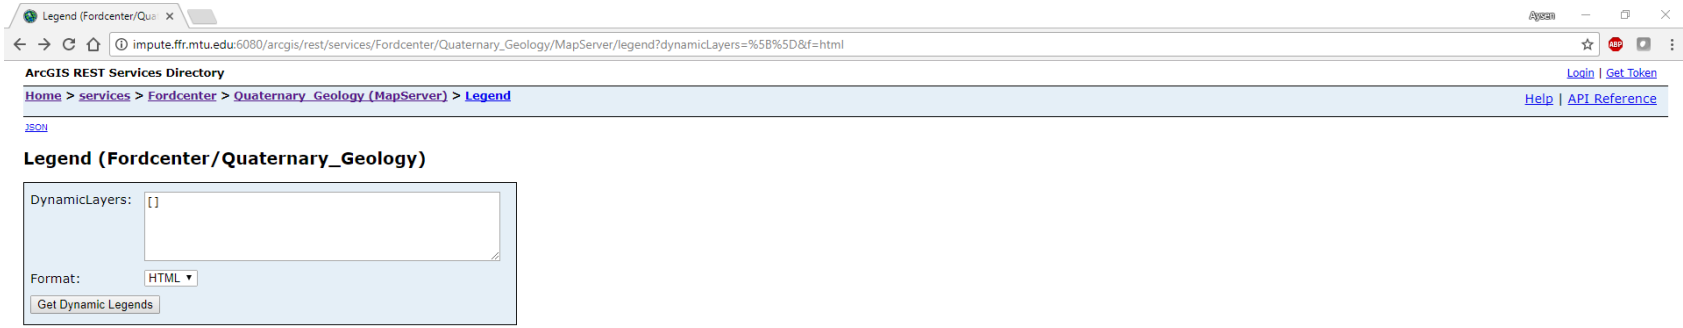 Legend (Fordcenter/Qua
Aysen
impute.ffr.mtu.edu:6080/arcgis/rest/services/Fordcenter/Quaternary_Geology/MapServer/legend?dynamicLayers=%5B%5D&f=html
ABP
ArcGIS REST Services Directory
Login | Get Token
Home > services > Fordcenter > Quaternary_Geology (MapServer) > Legend
Help | API Reference
JSON
Legend (Fordcenter/Quaternary_Geology)
DynamicLayers: []
Format: HTML
Get Dynamic Legends